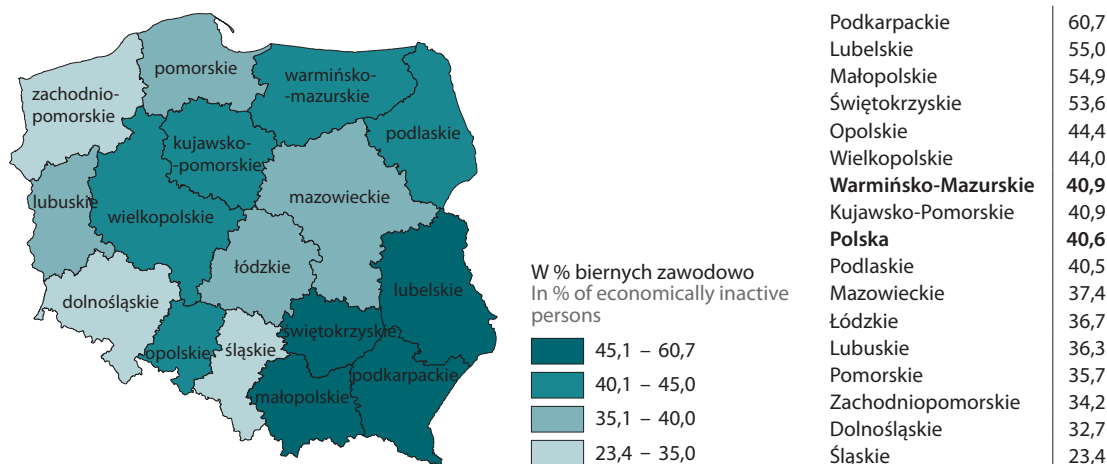 pomorskie
warmińsko-
-mazurskie
zachodnio-
pomorskie
podlaskie
kujawsko-
-pomorskie
lubuskie
mazowieckie
wielkopolskie
łódzkie
lubelskie
dolnośląskie
świętokrzyskie
opolskie
śląskie
podkarpackie
małopolskie
W % biernych zawodowo
In % of economically inactive
persons
45,1 – 60,7
40,1 – 45,0
35,1 – 40,0
23,4 – 35,0
Podkarpackie 60,7
Lubelskie 55,0
Małopolskie 54,9
Świętokrzyskie 53,6
Opolskie 44,4
Wielkopolskie 44,0
Warmińsko-Mazurskie 40,9
Kujawsko-Pomorskie 40,9
Polska 40,6
Podlaskie 40,5
Mazowieckie 37,4
Łódzkie 36,7
Lubuskie 36,3
Pomorskie 35,7
Zachodniopomorskie 34,2
Dolnośląskie 32,7
Śląskie 23,4